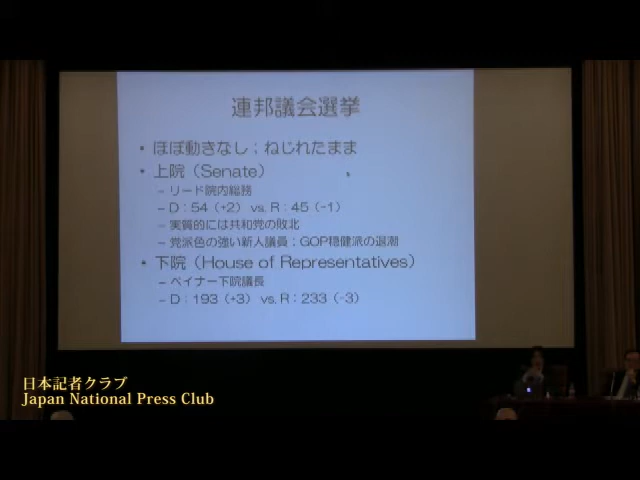 連邦議会選挙
• ほぼ動きなし；ねじれたまま
• 上院（Senate）
– リード院内総務
– D：54（+2） vs. R：45（-1）
– 実質的には共和党の敗北
– 党派色の強い新人議員；GOP穏健派の退潮
• 下院（House of Representatives）
– ベイナー下院議長
– D：193（+3） vs. R：233（-3）
日本記者クラブ
Japan National Press Club